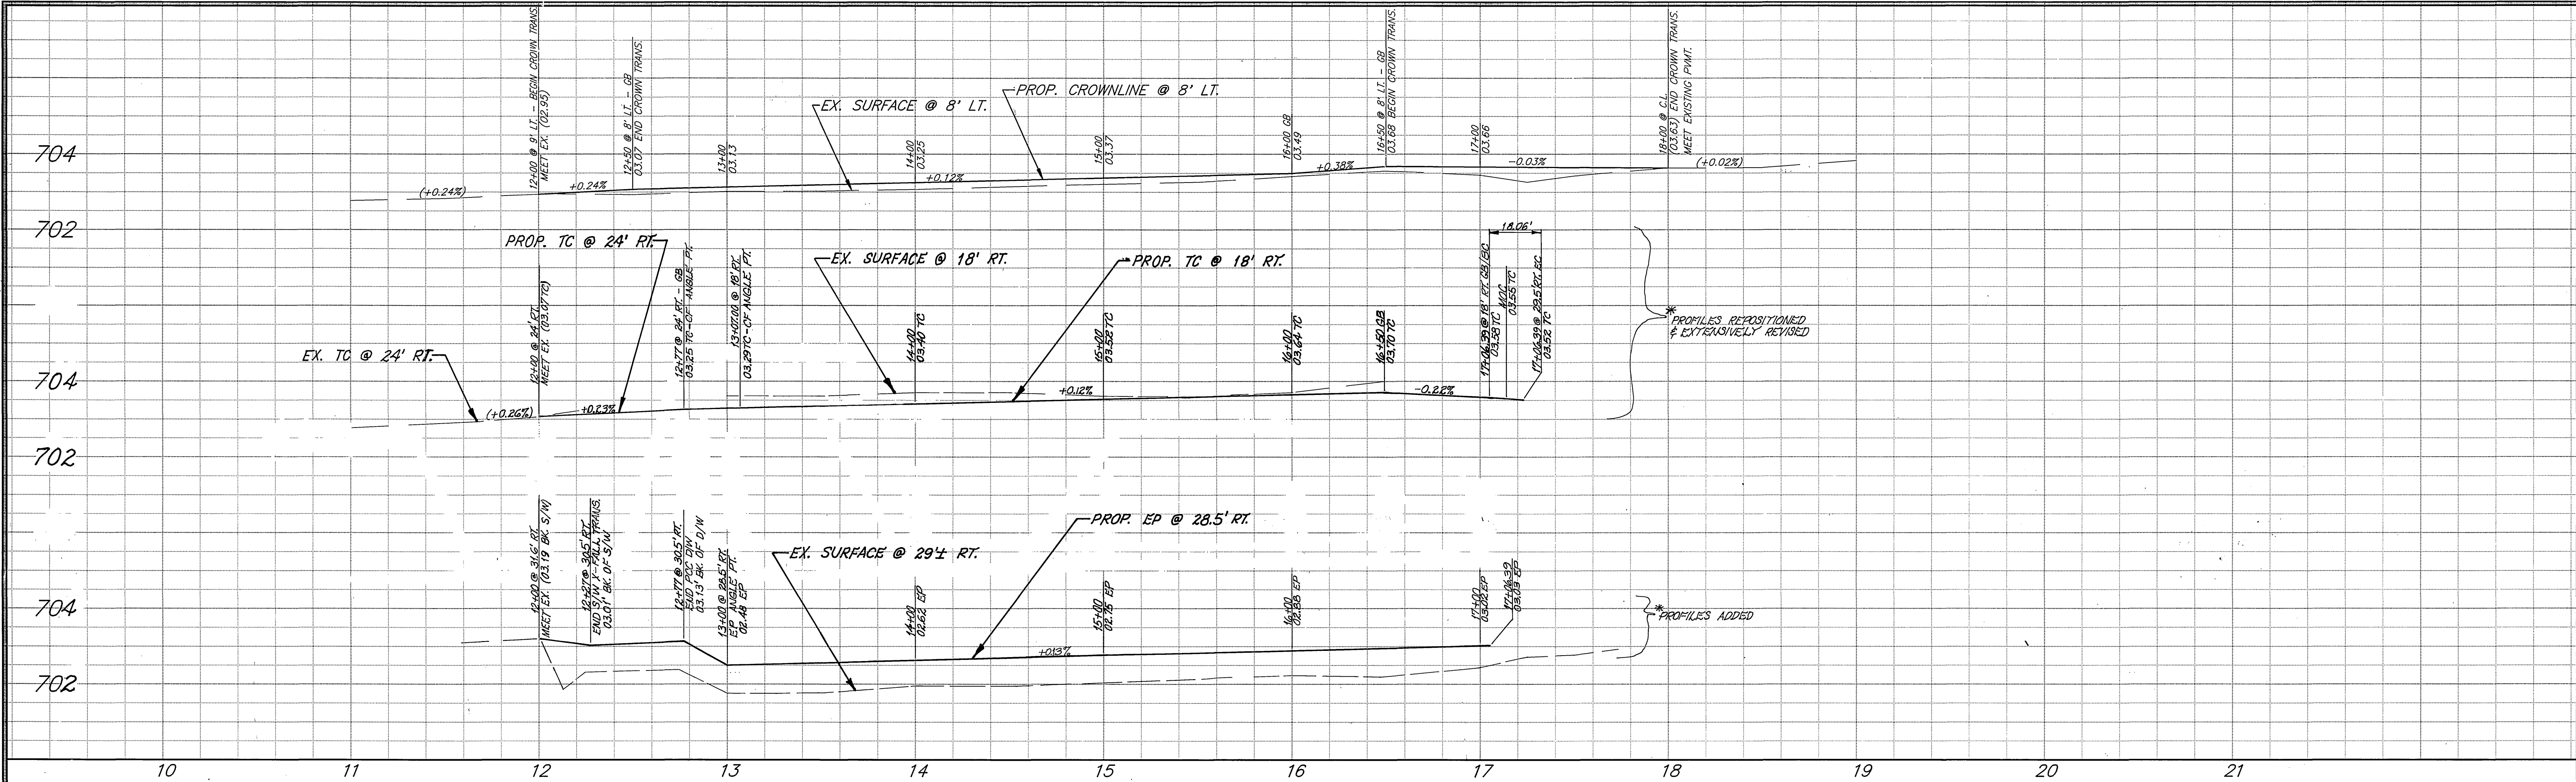 12+00 @ 9' LT. - BEGIN CROWN TRANS.
MEET EX. (02.95)
12+50 @ 8' LT. - GB
03.07 END CROWN TRANS.
13+00
03.13
EX. SURFACE @ 8' LT.
14+00
03.25
PROP. CROWNLINE @ 8' LT.
15+00
03.37
16+00 GB
03.49
16+50 @ 8' LT. - GB
03.68 BEGIN CROWN TRANS.
17+00
03.66
18+00 @ C.L.
(03.63) END CROWN TRANS.
MEET EXISTING PVMT.
704
(+0.24%)
+0.24%
+0.12%
+0.38%
-0.03%
(+0.02%)
702
PROP. TC @ 24' RT.
EX. TC @ 24' RT.
12+00 @ 24' RT.
MEET EX. (03.07 TC)
12+77 @ 24' RT. - GB
03.25 TC-CF ANGLE PT.
13+07.00 @ 18' RT.
03.29 TC-CF ANGLE PT.
EX. SURFACE @ 18' RT.
14+00
03.40 TC
PROP. TC @ 18' RT.
15+00
03.52 TC
16+00
03.64 TC
16+50 GB
03.70 TC
18.06'
17+06.39 @ 18' RT. GB/BC
03.58 TC
MOC
03.55 TC
17+06.39 @ 29.5' RT. EC
03.52 TC
*
PROFILES REPOSITIONED
& EXTENSIVELY REVISED
704
(+0.26%)
+0.23%
+0.12%
-0.22%
702
12+00 @ 31.6' RT.
MEET EX. (03.19 BK. S/W)
12+27 @ 30.5' RT.
END S/W X-FALL TRANS.
03.01' BK. OF S/W
12+77 @ 30.5' RT.
END PCC D/W
03.13' BK. OF D/W
13+00 @ 28.5' RT.
EP ANGLE PT.
02.48 EP
EX. SURFACE @ 29'± RT.
14+00
02.62 EP
PROP. EP @ 28.5' RT.
15+00
02.75 EP
16+00
02.88 EP
17+00
03.02 EP
17+06.39
03.03 EP
*
PROFILES ADDED
704
+0.13%
702
10 11 12 13 14 15 16 17 18 19 20 21